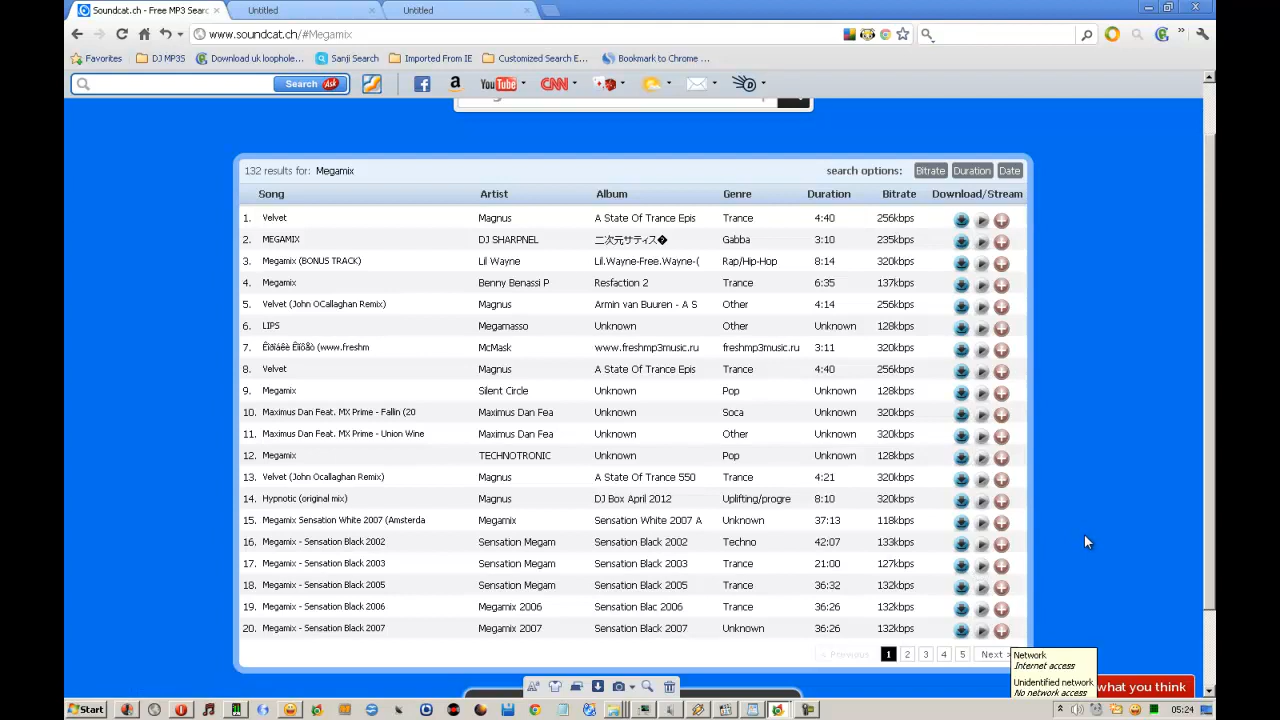 Soundcat.ch - Free MP3 Searc Untitled Untitled
www.soundcat.ch/#Megamix
Favorites DJ MP3S Download uk loophole... Sanji Search Imported From IE Customized Search E... Bookmark to Chrome ...
Search Ask YouTube CNN
132 results for: Megamix search options: Bitrate Duration Date
Song Artist Album Genre Duration Bitrate Download/Stream
1. Velvet Magnus A State Of Trance Epis Trance 4:40 256kbps
2. MEGAMIX DJ SHARPNEL 二次元サティス� Gabba 3:10 235kbps
3. Megamix (BONUS TRACK) Lil Wayne Lil.Wayne-Free.Wayne-( Rap/Hip-Hop 8:14 320kbps
4. Megamix Benny Benassi P Resfaction 2 Trance 6:35 137kbps
5. Velvet (John OCallaghan Remix) Magnus Armin van Buuren - A S Other 4:14 256kbps
6. LIPS Megamasso Unknown Other Unknown 128kbps
7. (www.freshm McMask www.freshmp3music.ru freshmp3music.ru 3:11 320kbps
8. Velvet Magnus A State Of Trance Epis Trance 4:40 256kbps
9. Megamix Silent Circle Unknown Pop Unknown 128kbps
10. Maximus Dan Feat. MX Prime - Fallin (20 Maximus Dan Fea Unknown Soca Unknown 320kbps
11. Maximus Dan Feat. MX Prime - Union Wine Maximus Dan Fea Unknown Other Unknown 320kbps
12. Megamix TECHNOTRONIC Unknown Pop Unknown 128kbps
13. Velvet (John Ocallaghan Remix) Magnus A State Of Trance 550 Trance 4:21 320kbps
14. Hypnotic (original mix) Magnus DJ Box April 2012 Uplifting/progre 8:10 320kbps
15. Megamix Sensation White 2007 (Amsterda Megamix Sensation White 2007 A Unknown 37:13 118kbps
16. Megamix - Sensation Black 2002 Sensation Megam Sensation Black 2002 Techno 42:07 133kbps
17. Megamix - Sensation Black 2003 Sensation Megam Sensation Black 2003 Trance 21:00 127kbps
18. Megamix - Sensation Black 2005 Sensation Megam Sensation Black 2005 Trance 36:32 132kbps
19. Megamix - Sensation Black 2006 Megamix 2006 Sensation Blac 2006 Trance 36:26 132kbps
20. Megamix - Sensation Black 2007 Megamix 2007 Sensation Black 2007 Unknown 36:26 132kbps
< Previous 1 2 3 4 5 Next >
Network
Internet access
Unidentified network
No network access
what you think
Start 05:24